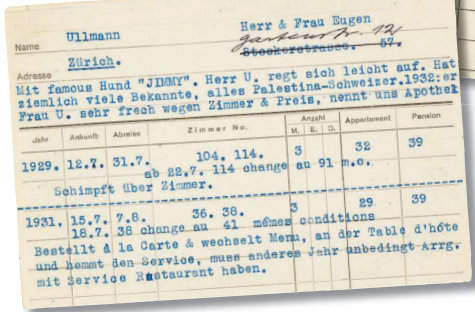 Name Ullmann Herr & Frau Eugen
Gartenstr. 12
Zürich. Stockerstrasse. 57.
Adresse
Mit famous Hund "JIMMY". Herr U. regt sich leicht auf. Hat
ziemlich viele Bekannte, alles Palestina-Schweizer.1932:er
Frau U. sehr frech wegen Zimmer & Preis, nennt uns Apothek
Jahr Ankunft Abreise Zimmer No. Anzahl Appartement Pension
M. E. D.
1929. 12.7. 31.7. 104. 114. 3 32 39
ab 22.7. 114 change au 91 m.c.
Schimpft über Zimmer.
1931. 15.7. 7.8. 36. 38. 3 29 39
18.7. 38 change au 41 mêmes conditions
Bestellt à la Carte & wechselt Menu, an der Table d'hôte
und hemmt den Service, muss anderes Jahr unbedingt Arrg.
mit Service Restaurant haben.